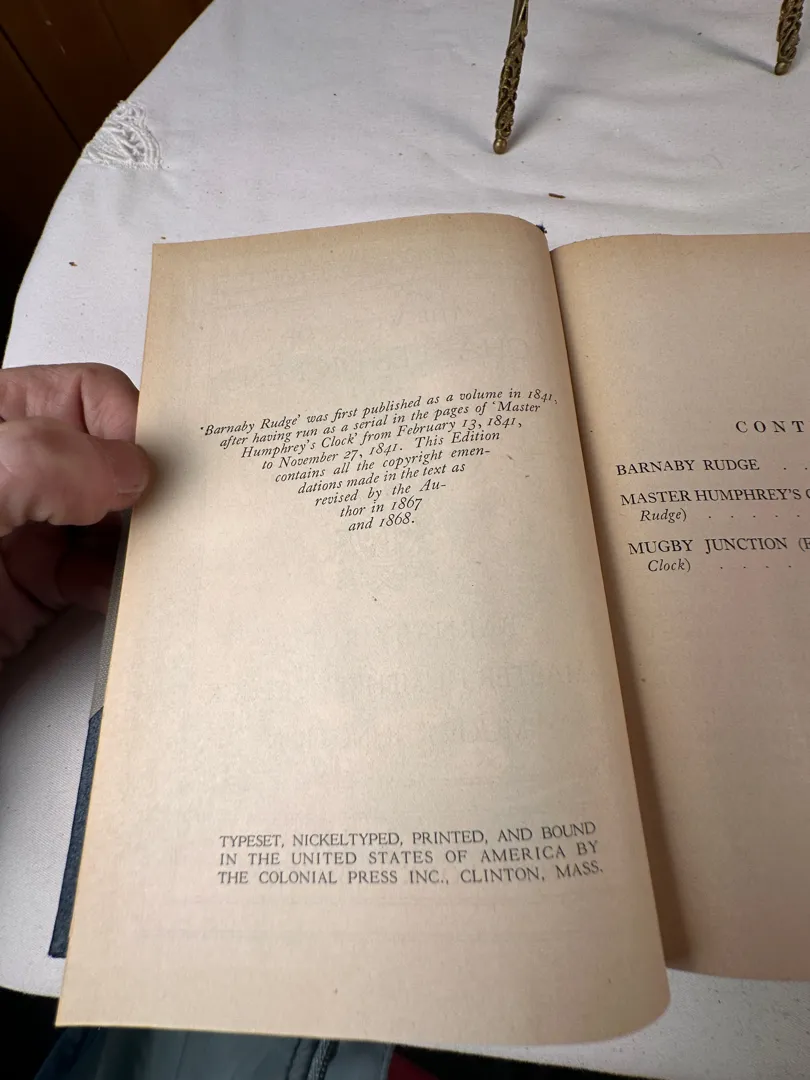 'Barnaby Rudge' was first published as a volume in 1841,
after having run as a serial in the pages of 'Master
Humphrey's Clock' from February 13, 1841,
to November 27, 1841. This Edition
contains all the copyright emen-
dations made in the text as
revised by the Au-
thor in 1867
and 1868.
TYPESET, NICKELTYPED, PRINTED, AND BOUND
IN THE UNITED STATES OF AMERICA BY
THE COLONIAL PRESS INC., CLINTON, MASS.
CONT
BARNABY RUDGE . .
MASTER HUMPHREY'S
Rudge) . . . . .
MUGBY JUNCTION (
Clock) . . . .